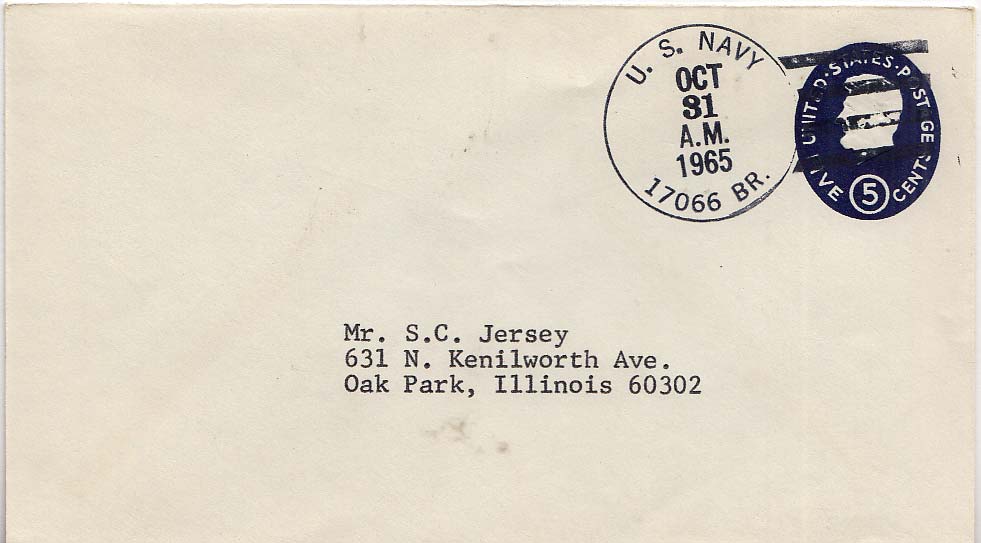 U. S. NAVY
OCT
31
A.M.
1965
17066 BR.
UNITED·STATES·POSTAGE
FIVE 5 CENTS
Mr. S.C. Jersey
631 N. Kenilworth Ave.
Oak Park, Illinois 60302